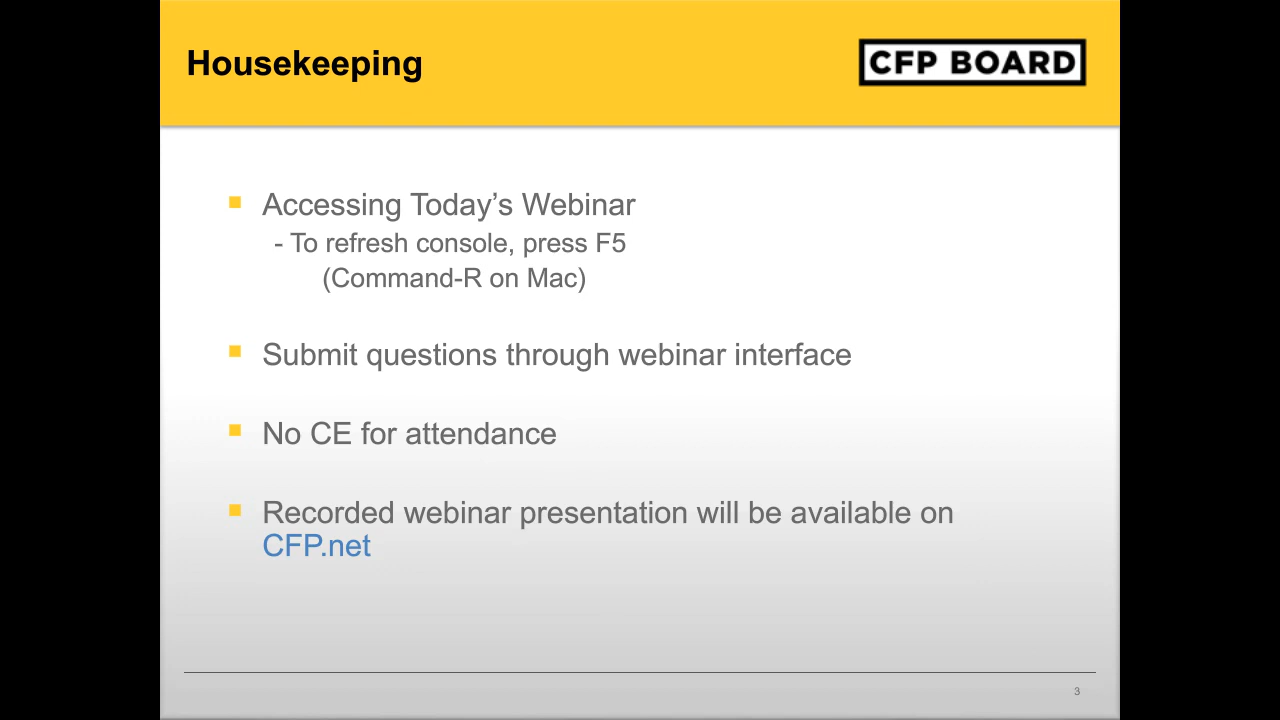 Housekeeping
CFP BOARD
Accessing Today’s Webinar
- To refresh console, press F5
(Command-R on Mac)
Submit questions through webinar interface
No CE for attendance
Recorded webinar presentation will be available on
CFP.net
3